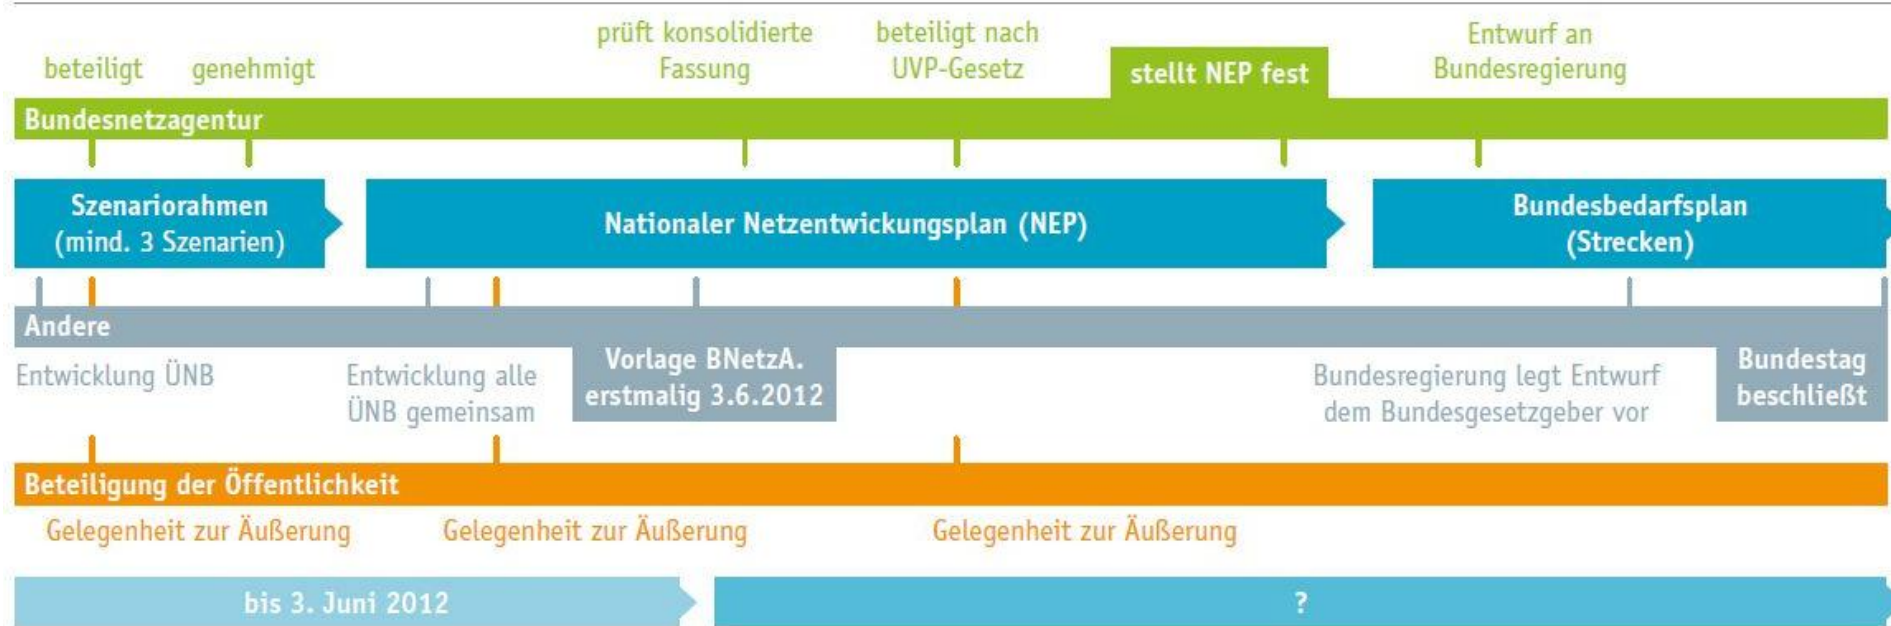 beteiligt
genehmigt
prüft konsolidierte
Fassung
beteiligt nach
UVP-Gesetz
stellt NEP fest
Entwurf an
Bundesregierung
Bundesnetzagentur
Szenariorahmen
(mind. 3 Szenarien)
Nationaler Netzentwickungsplan (NEP)
Bundesbedarfsplan
(Strecken)
Andere
Entwicklung ÜNB
Entwicklung alle
ÜNB gemeinsam
Vorlage BNetzA.
erstmalig 3.6.2012
Bundesregierung legt Entwurf
dem Bundesgesetzgeber vor
Bundestag
beschließt
Beteiligung der Öffentlichkeit
Gelegenheit zur Äußerung
Gelegenheit zur Äußerung
Gelegenheit zur Äußerung
bis 3. Juni 2012
?